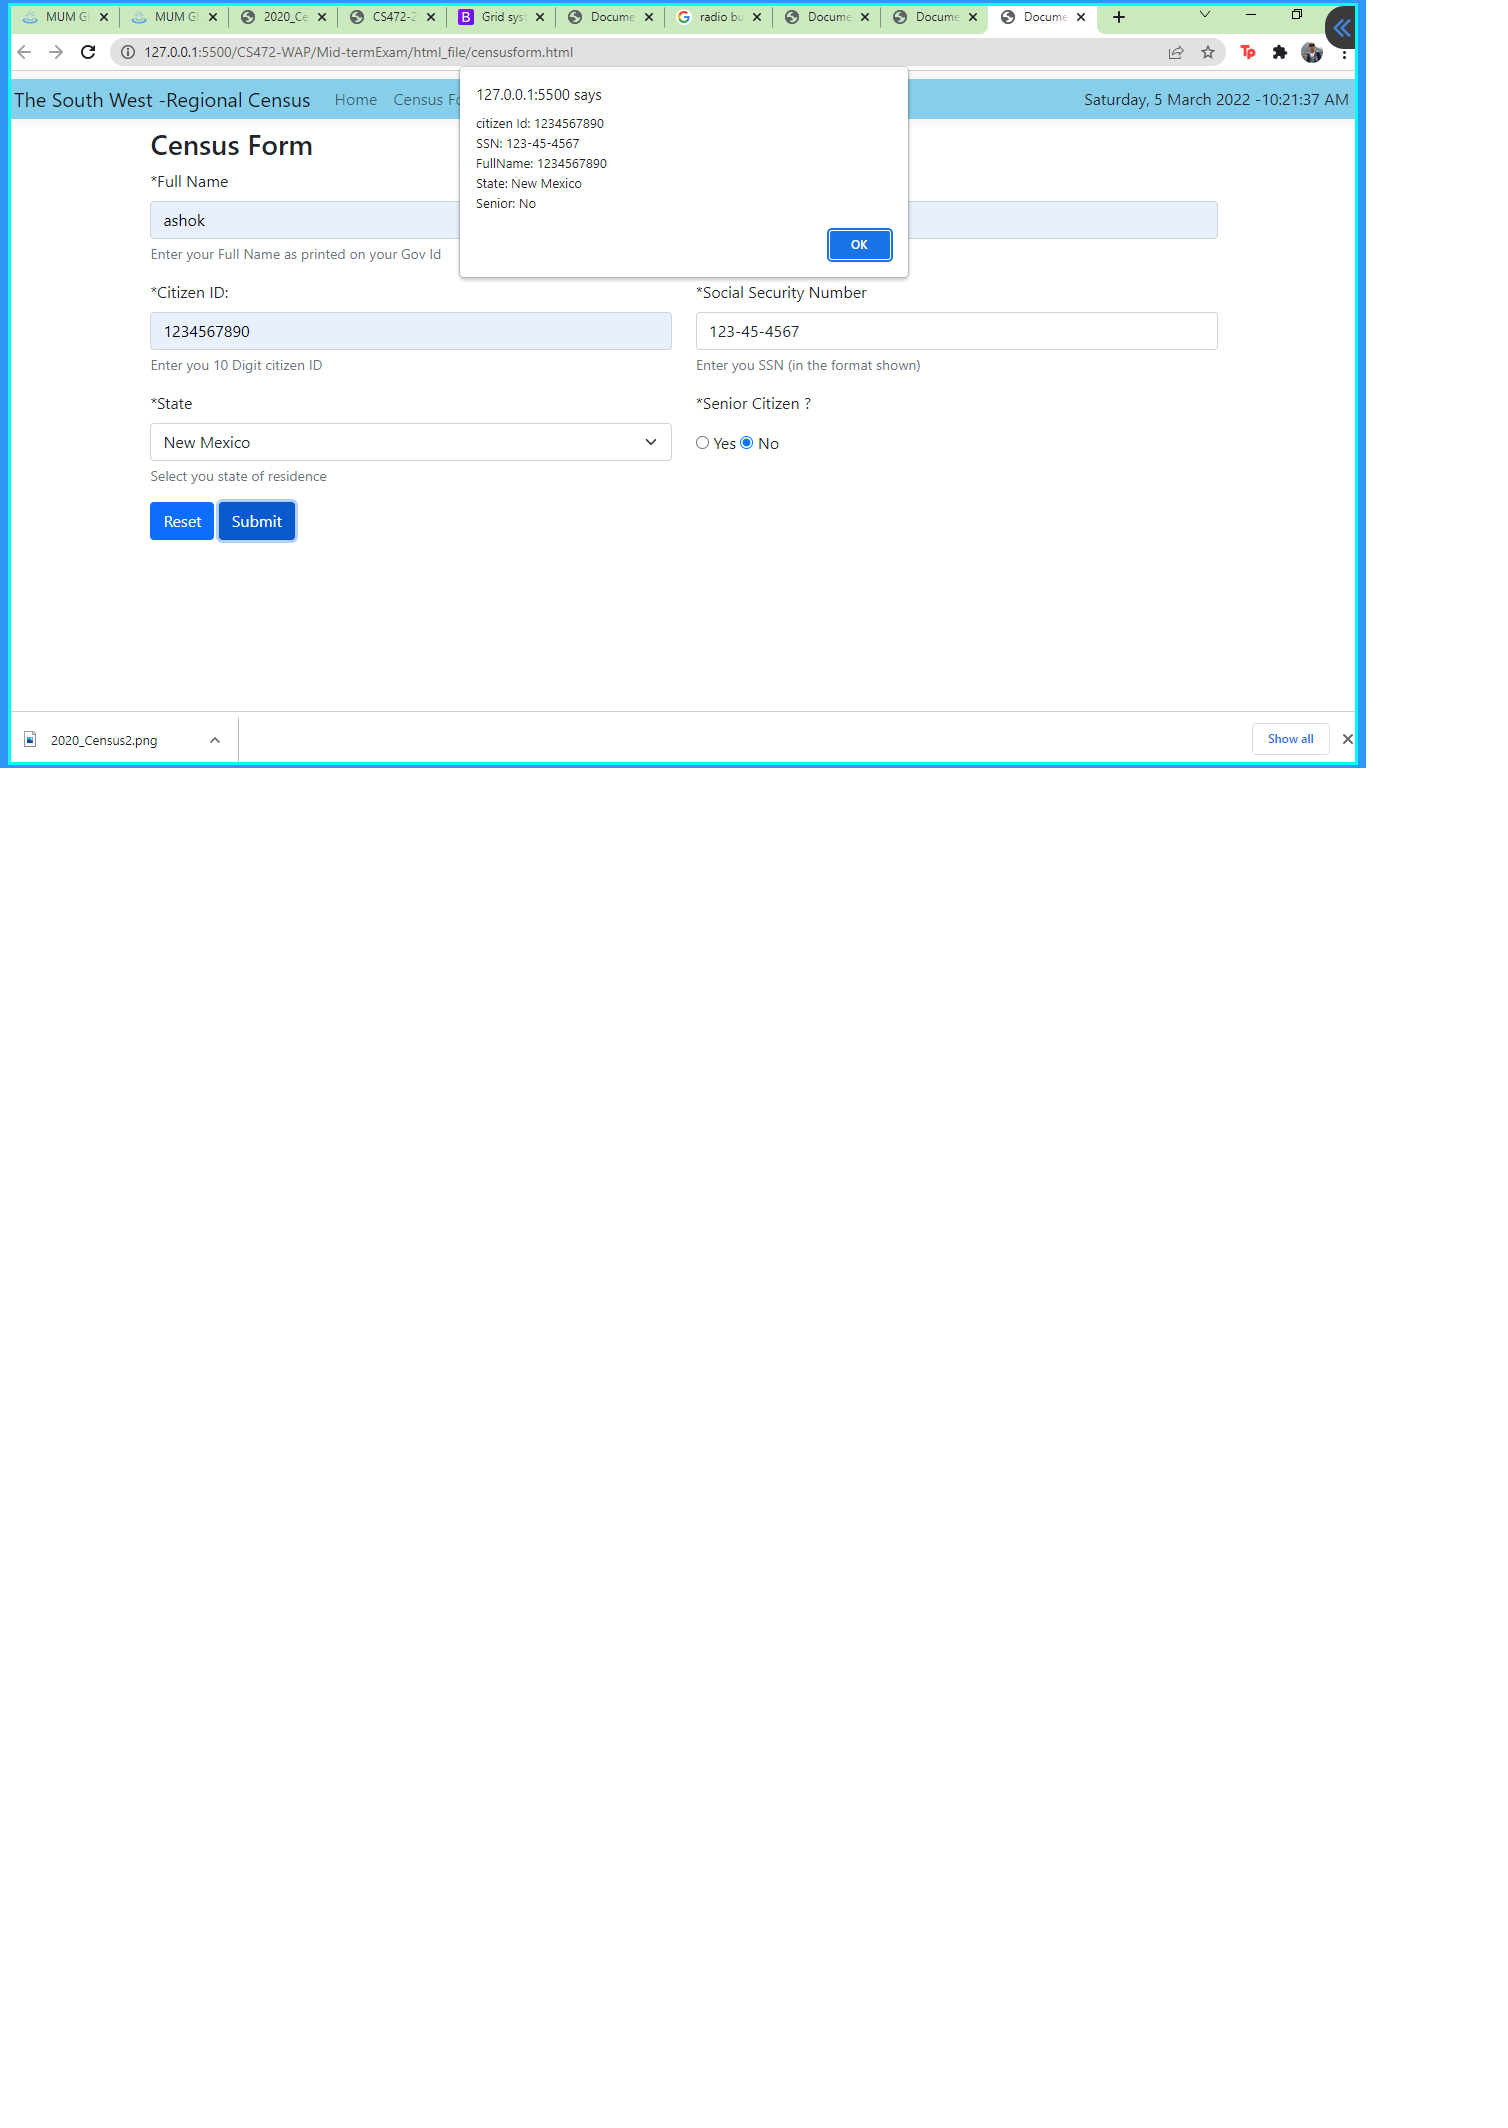 MUM G
MUM G
2020_Ce
CS472-2
Grid sys
Docume
radio bu
Docume
Docume
Docume
127.0.0.1:5500/CS472-WAP/Mid-termExam/html_file/censusform.html
Tp
The South West -Regional Census
Home
Census Fo
Saturday, 5 March 2022 -10:21:37 AM
127.0.0.1:5500 says
citizen Id: 1234567890
SSN: 123-45-4567
FullName: 1234567890
State: New Mexico
Senior: No
OK
Census Form
*Full Name
ashok
Enter your Full Name as printed on your Gov Id
*Citizen ID:
*Social Security Number
1234567890
123-45-4567
Enter you 10 Digit citizen ID
Enter you SSN (in the format shown)
*State
*Senior Citizen ?
New Mexico
Yes No
Select you state of residence
Reset
Submit
2020_Census2.png
Show all